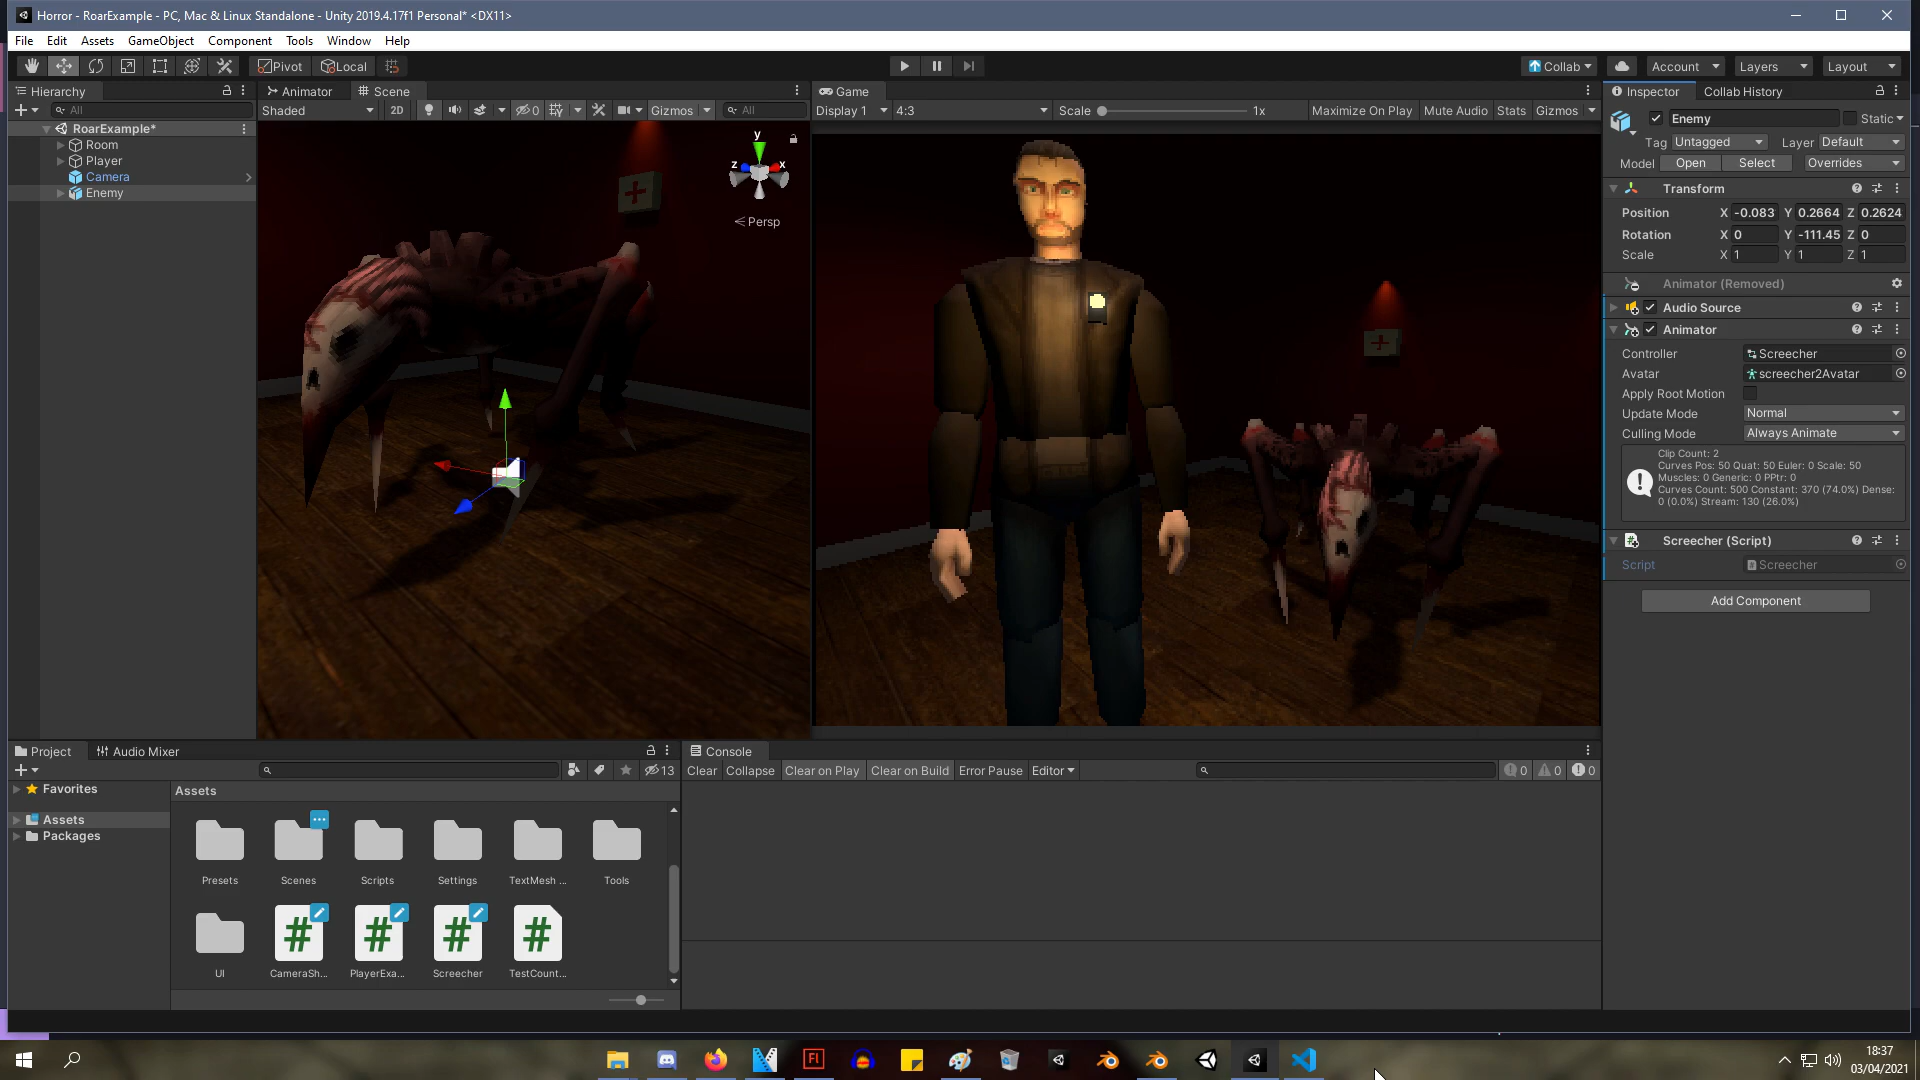 Horror - RoarExample - PC, Mac & Linux Standalone - Unity 2019.4.17f1 Personal* <DX11>
File Edit Assets GameObject Component Tools Window Help
Pivot Local Collab Account Layers Layout
Hierarchy
All
RoarExample*
Room
Player
Camera
Enemy
Animator Scene
Shaded 2D 0 Gizmos All
y
z x
Persp
Game
Display 1 4:3 Scale 1x Maximize On Play Mute Audio Stats Gizmos
Inspector Collab History
Enemy Static
Tag Untagged Layer Default
Model Open Select Overrides
Transform
Position X -0.083 Y 0.2664 Z 0.2624
Rotation X 0 Y -111.45 Z 0
Scale X 1 Y 1 Z 1
Animator (Removed)
Audio Source
Animator
Controller Screecher
Avatar screecher2Avatar
Apply Root Motion
Update Mode Normal
Culling Mode Always Animate
Clip Count: 2
Curves Pos: 50 Quat: 50 Euler: 0 Scale: 50
Muscles: 0 Generic: 0 PPtr: 0
Curves Count: 500 Constant: 370 (74.0%) Dense:
0 (0.0%) Stream: 130 (26.0%)
Screecher (Script)
Script Screecher
Add Component
Project Audio Mixer
13
Favorites
Assets
Packages
Assets
Presets Scenes Scripts Settings TextMesh ... Tools
UI CameraSh... PlayerExa... Screecher TestCount...
Console
Clear Collapse Clear on Play Clear on Build Error Pause Editor 0 0 0
Fl
18:37
03/04/2021